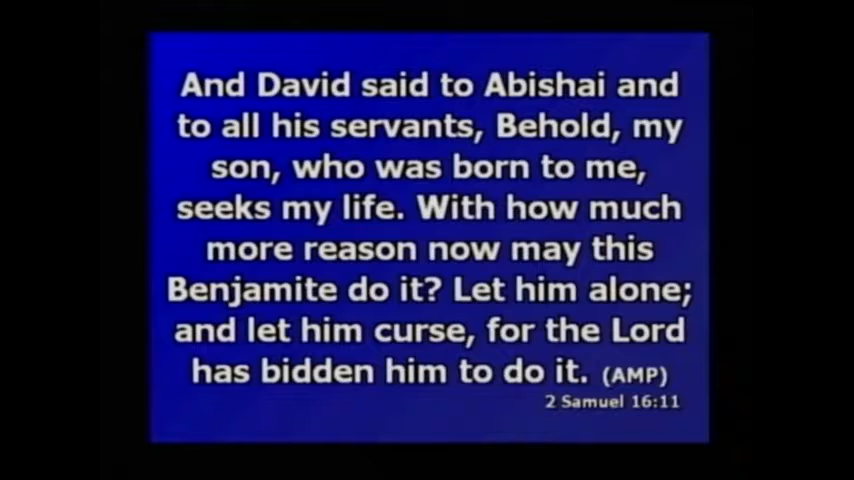 And David said to Abishai and
to all his servants, Behold, my
son, who was born to me,
seeks my life. With how much
more reason now may this
Benjamite do it? Let him alone;
and let him curse, for the Lord
has bidden him to do it. (AMP)
2 Samuel 16:11